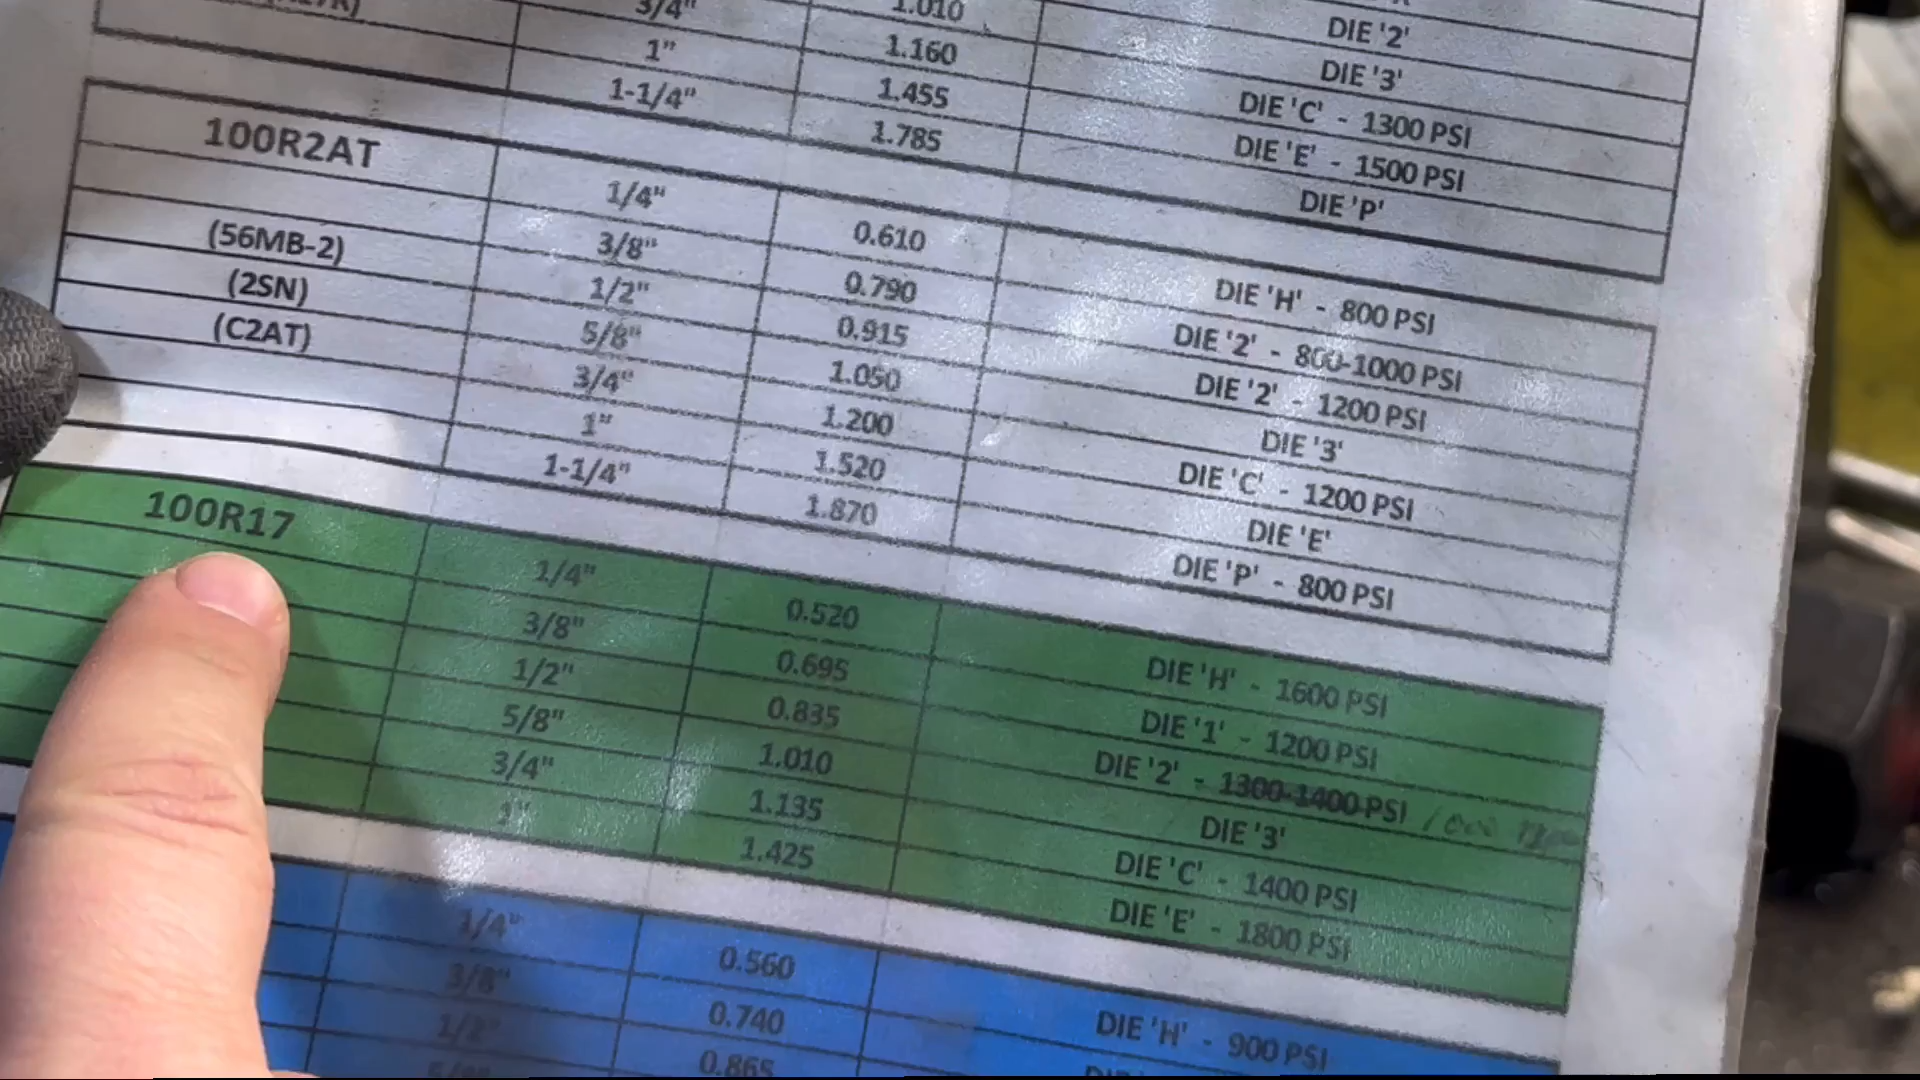 3/4" 1.010 DIE '2'
1" 1.160 DIE '3'
1-1/4" 1.455 DIE 'C' - 1300 PSI
1.785 DIE 'E' - 1500 PSI
DIE 'P'
100R2AT
1/4" 0.610 DIE 'H' - 800 PSI
(56MB-2) 3/8" 0.790 DIE '2' - 800-1000 PSI
(2SN) 1/2" 0.915 DIE '2' - 1200 PSI
(C2AT) 5/8" 1.050 DIE '3'
3/4" 1.200 DIE 'C' - 1200 PSI
1" 1.520 DIE 'E'
1-1/4" 1.870 DIE 'P' - 800 PSI
100R17
1/4" 0.520 DIE 'H' - 1600 PSI
3/8" 0.695 DIE '1' - 1200 PSI
1/2" 0.835 DIE '2' - 1300-1400 PSI
5/8" 1.010 DIE '3'
3/4" 1.135 DIE 'C' - 1400 PSI
1" 1.425 DIE 'E' - 1800 PSI
1/4" 0.560 DIE 'H' - 900 PSI
3/8" 0.740
1/2" 0.865
5/8"